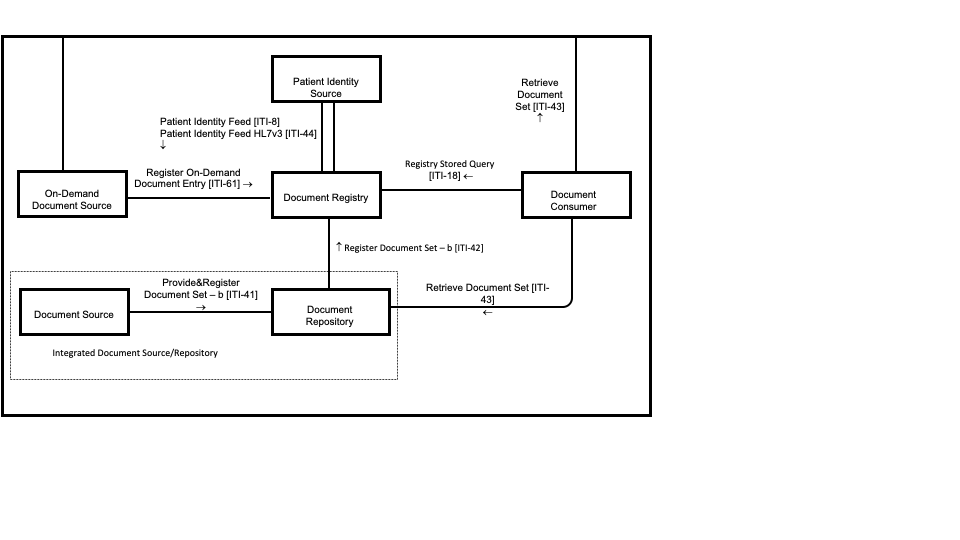 Patient Identity
Source
Retrieve
Document
Set [ITI-43]
↑
Patient Identity Feed [ITI-8]
Patient Identity Feed HL7v3 [ITI-44]
↓
Register On-Demand
Document Entry [ITI-61] →
Registry Stored Query
[ITI-18] ←
On-Demand
Document Source
Document Registry
Document
Consumer
↑ Register Document Set – b [ITI-42]
Provide&Register
Document Set – b [ITI-41]
→
Retrieve Document Set [ITI-
43]
←
Document Source
Document
Repository
Integrated Document Source/Repository